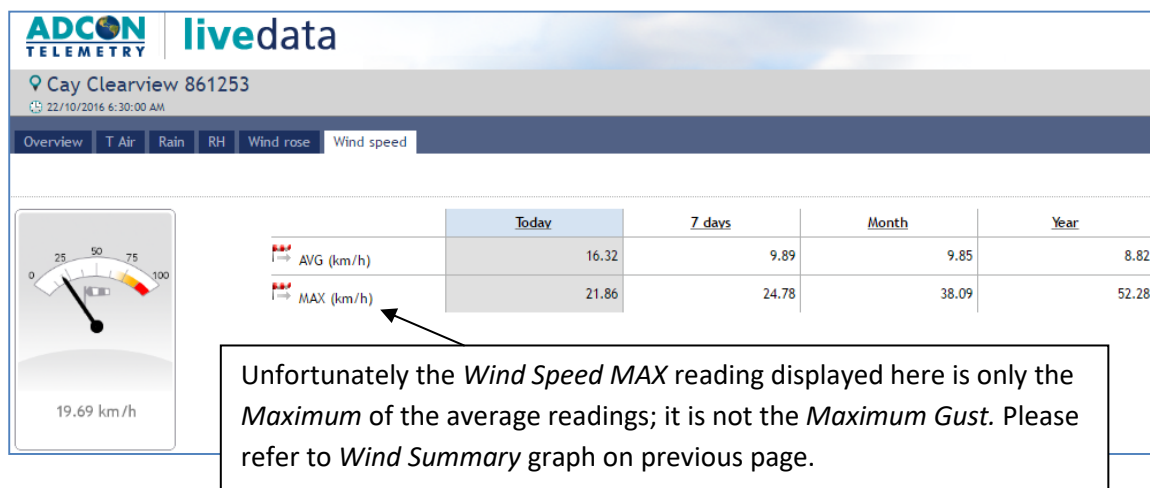 ADCON
TELEMETRY
livedata
Cay Clearview 861253
22/10/2016 6:30:00 AM
Overview T Air Rain RH Wind rose Wind speed
Today 7 days Month Year
AVG (km/h) 16.32 9.89 9.85 8.82
MAX (km/h) 21.86 24.78 38.09 52.28
0 25 50 75 100
19.69 km/h
Unfortunately the Wind Speed MAX reading displayed here is only the
Maximum of the average readings; it is not the Maximum Gust. Please
refer to Wind Summary graph on previous page.